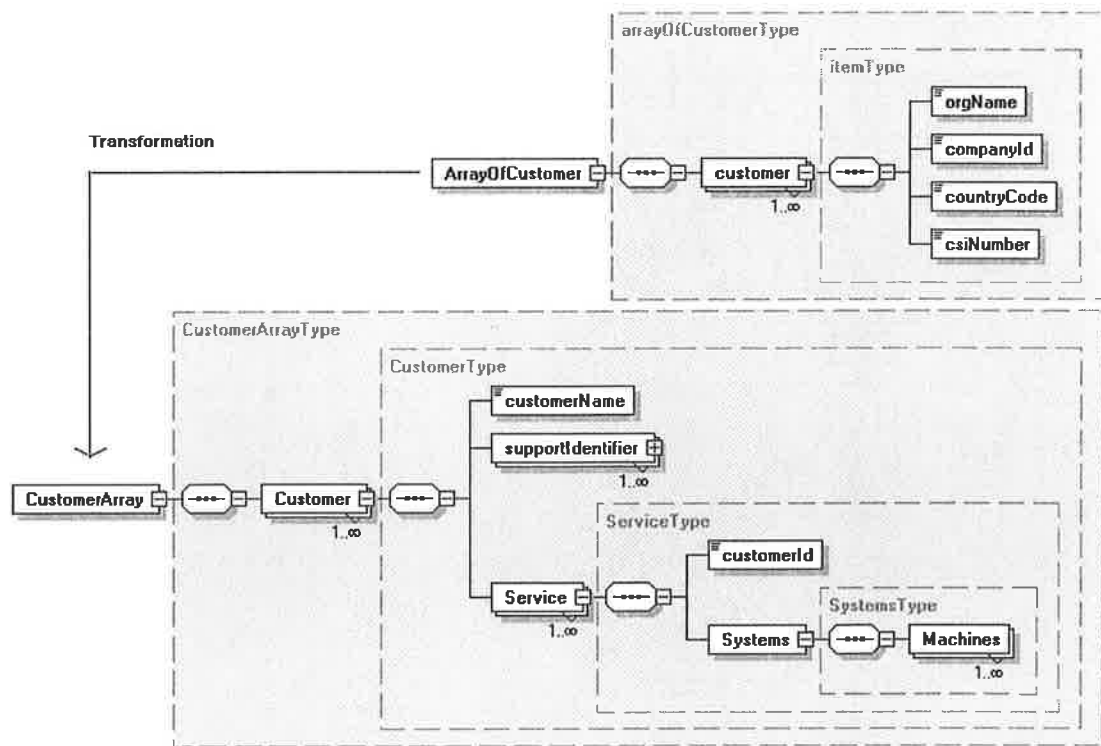 arrayOfCustomerType
itemType
orgName
Transformation
companyId
ArrayOfCustomer
customer
countryCode
1..∞
csiNumber
CustomerArrayType
CustomerType
customerName
supportIdentifier
1..∞
CustomerArray
Customer
1..∞
ServiceType
customerId
Service
1..∞
SystemsType
Systems
Machines
1..∞